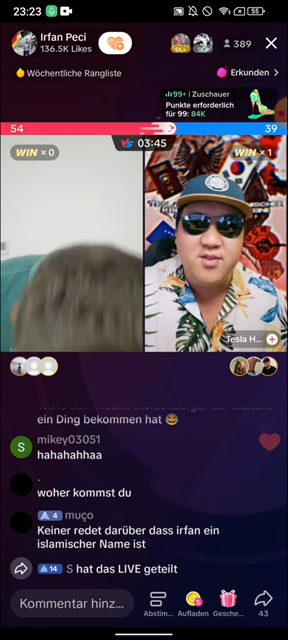 23:23
55
Irfan Peci
136.5K Likes
1K+
389
Wöchentliche Rangliste
Erkunden
99+ | Zuschauer
Punkte erforderlich
für 99: 84K
54
39
WIN × 0
VS 03:45
WIN × 1
Tesla H...
ein Ding bekommen hat 😂
S
mikey03051
hahahahhaa
.
woher kommst du
4 muço
Keiner redet darüber dass irfan ein
islamischer Name ist
14 S hat das LIVE geteilt
Kommentar hinz...
Abstim...
Aufladen
Gesche...
43